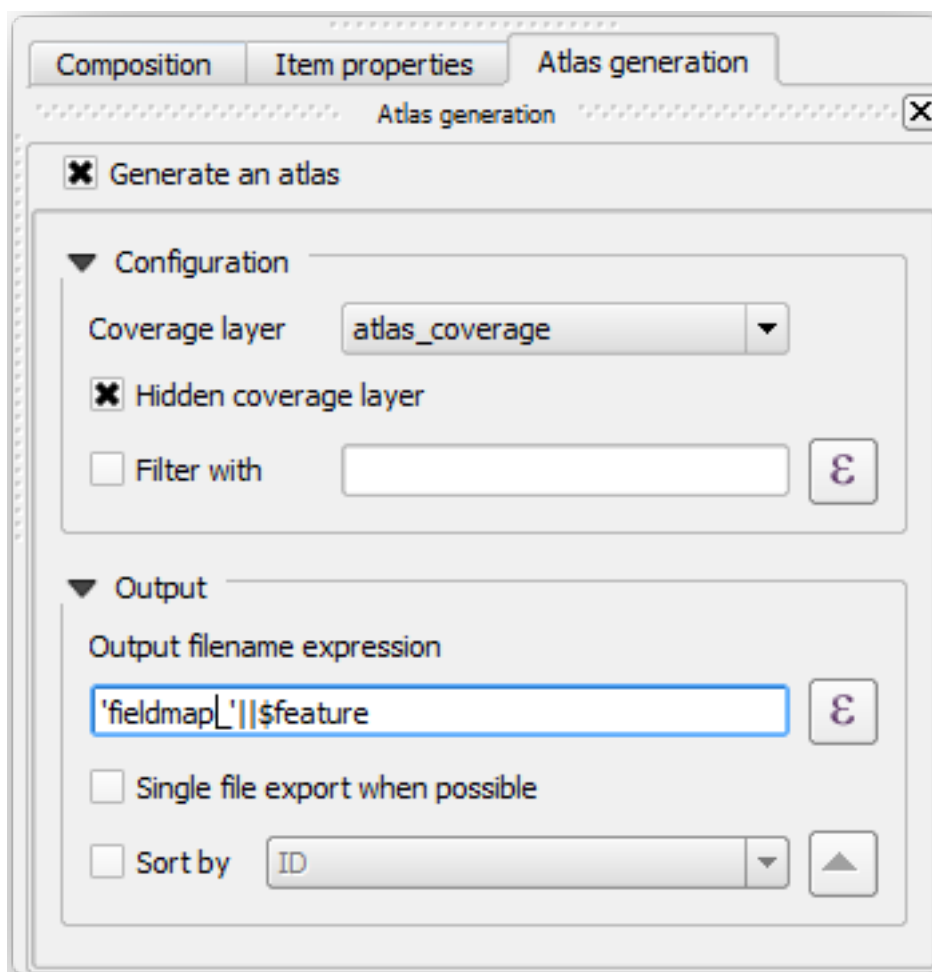 Composition Item properties Atlas generation
Atlas generation
Generate an atlas
Configuration
Coverage layer atlas_coverage
Hidden coverage layer
Filter with ε
Output
Output filename expression
'fieldmap_'||$feature ε
Single file export when possible
Sort by ID